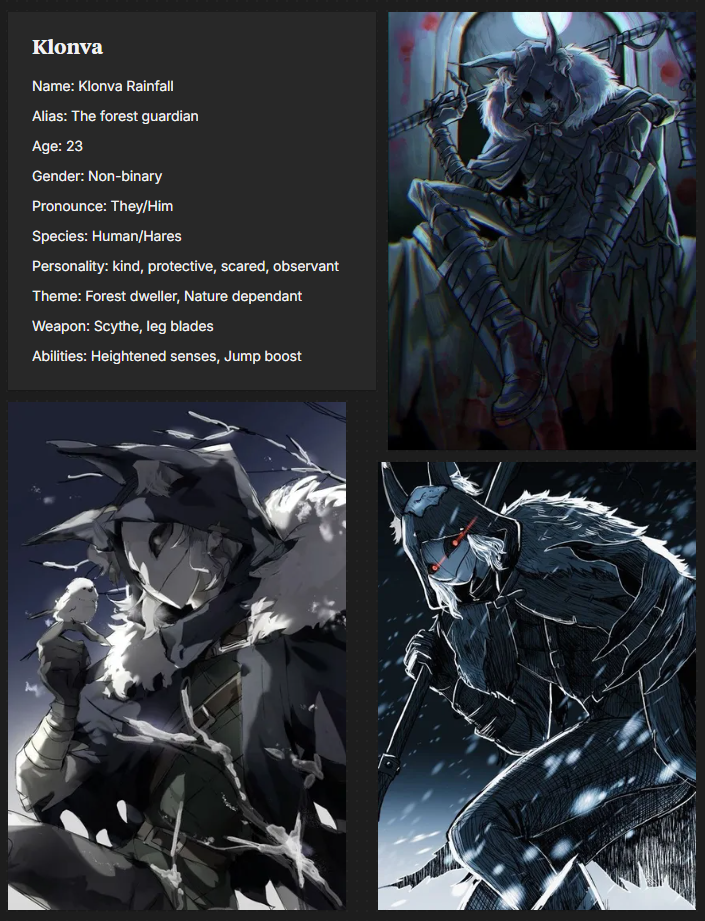 Klonva
Name: Klonva Rainfall
Alias: The forest guardian
Age: 23
Gender: Non-binary
Pronounce: They/Him
Species: Human/Hares
Personality: kind, protective, scared, observant
Theme: Forest dweller, Nature dependant
Weapon: Scythe, leg blades
Abilities: Heightened senses, Jump boost